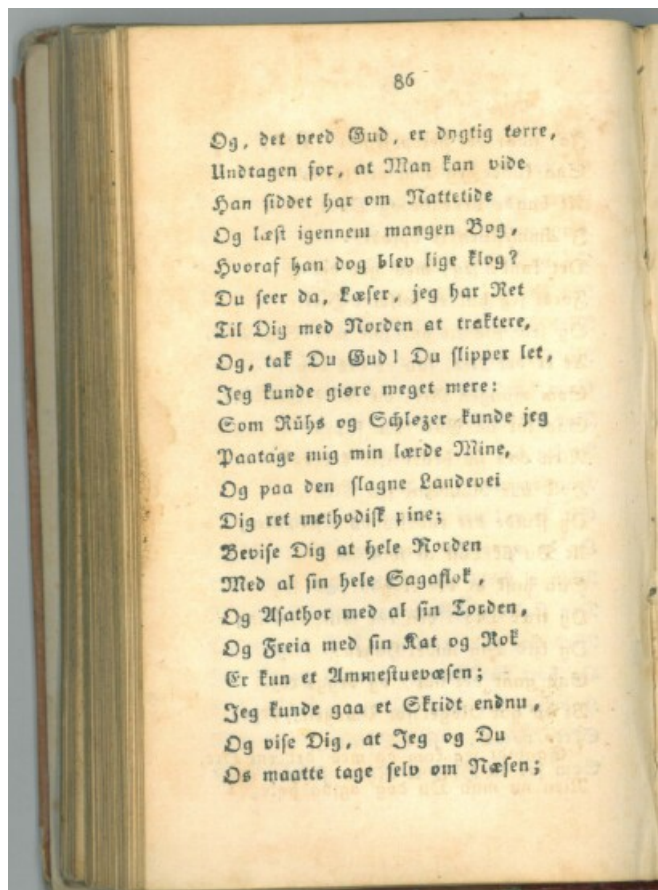 86
Og, det veed Gud, er dygtig tørre,
Undtagen for, at Man kan vide
Han siddet har om Nattetide
Og læst igennem mangen Bog,
Hvoraf han dog blev lige klog?
Du seer da, Læser, jeg har Ret
Til Dig med Norden at traktere,
Og, tak Du Gud! Du slipper let,
Jeg kunde giøre meget mere:
Som Rühs og Schløzer kunde jeg
Paatage mig min lærde Mine,
Og paa den slagne Landevei
Dig ret methodisk pine;
Bevise Dig at hele Norden
Med al sin hele Sagaflok,
Og Asathor med al sin Torden,
Og Freia med sin Kat og Rok
Er kun et Ammestuevæsen;
Jeg kunde gaa et Skridt endnu,
Og vise Dig, at Jeg og Du
Os maatte tage selv om Næsen;